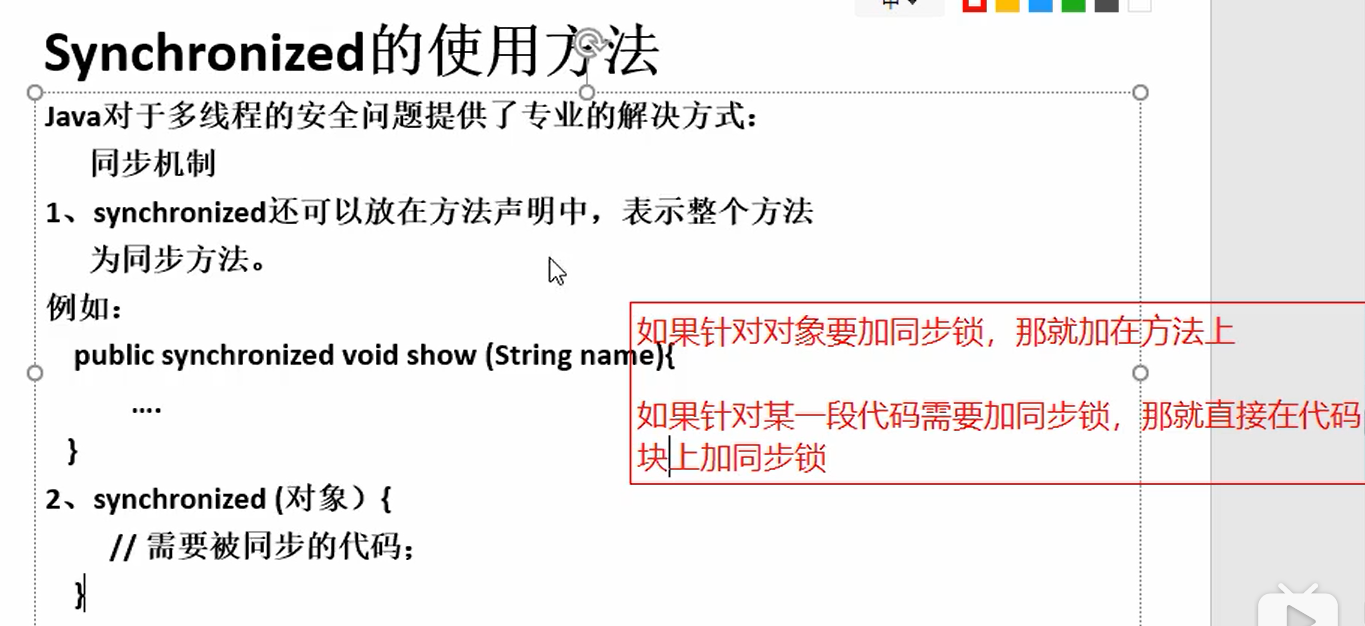 Synchronized的使用方法
Java对于多线程的安全问题提供了专业的解决方式：
同步机制
1、synchronized还可以放在方法声明中，表示整个方法
为同步方法。
例如：
public synchronized void show (String name){
....
}
2、synchronized (对象）{
// 需要被同步的代码；
}
如果针对对象要加同步锁，那就加在方法上
如果针对某一段代码需要加同步锁，那就直接在代码
块上加同步锁